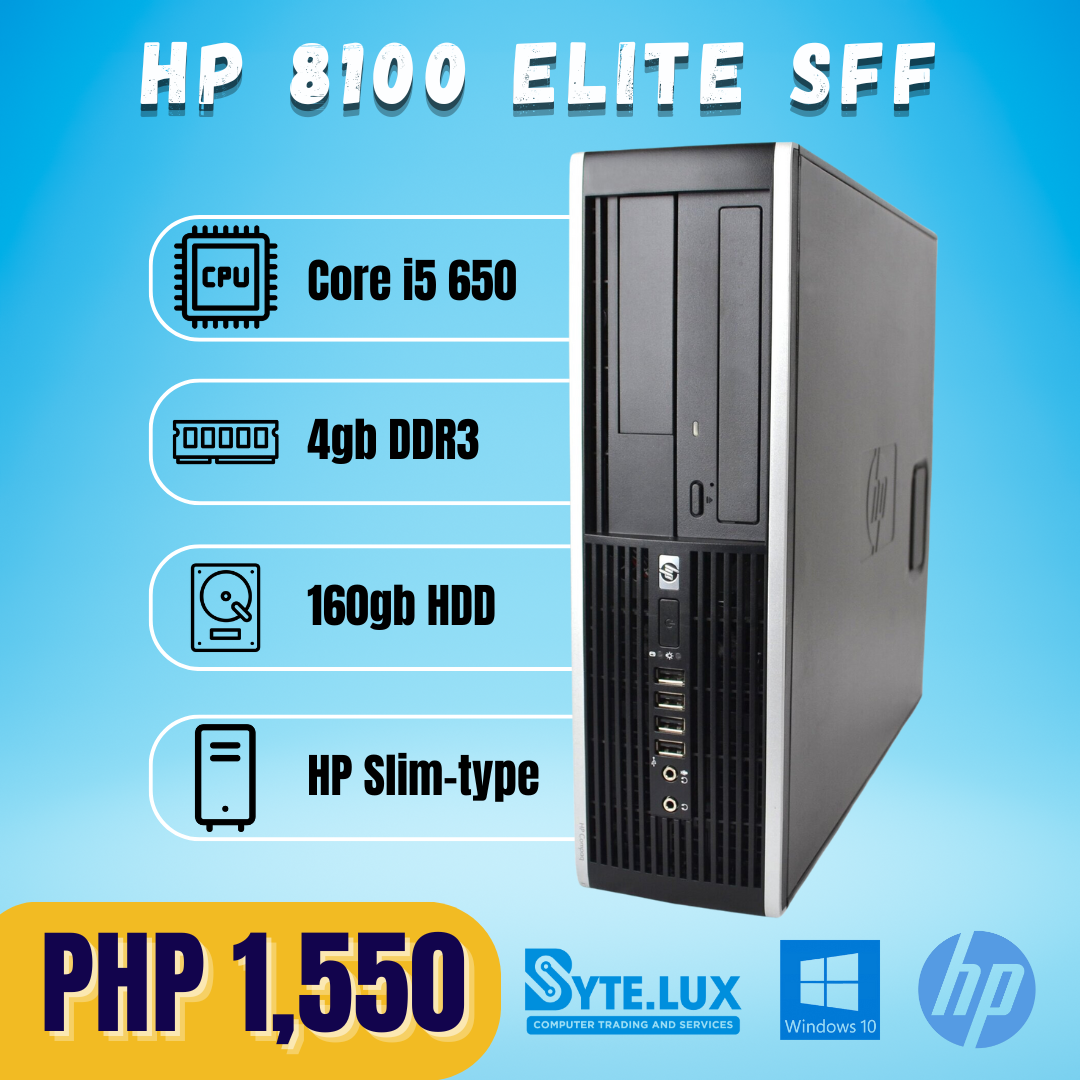 HP 8100 ELITE SFF
CPU
Core i5 650
4gb DDR3
160gb HDD
HP Slim-type
PHP 1,550
BYTE.LUX
COMPUTER TRADING AND SERVICES
Windows 10
hp